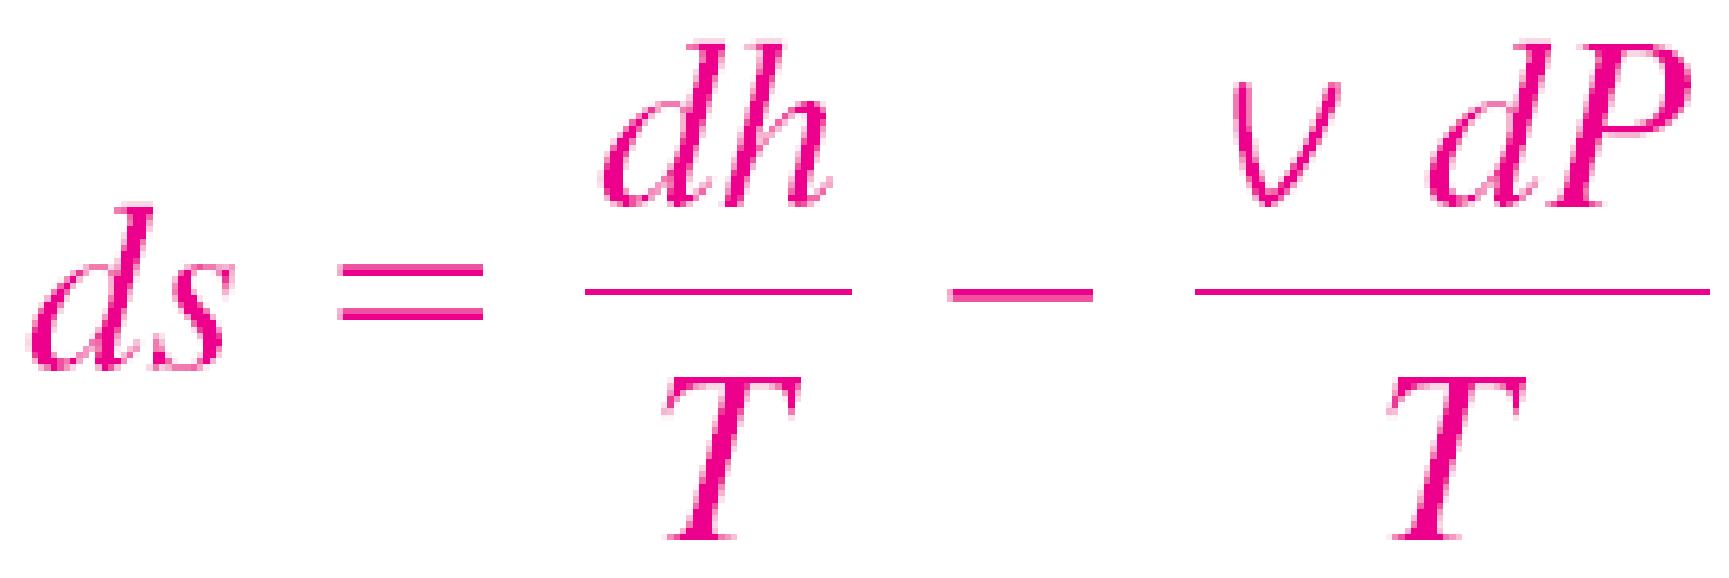 ds = dh/T − v dP/T